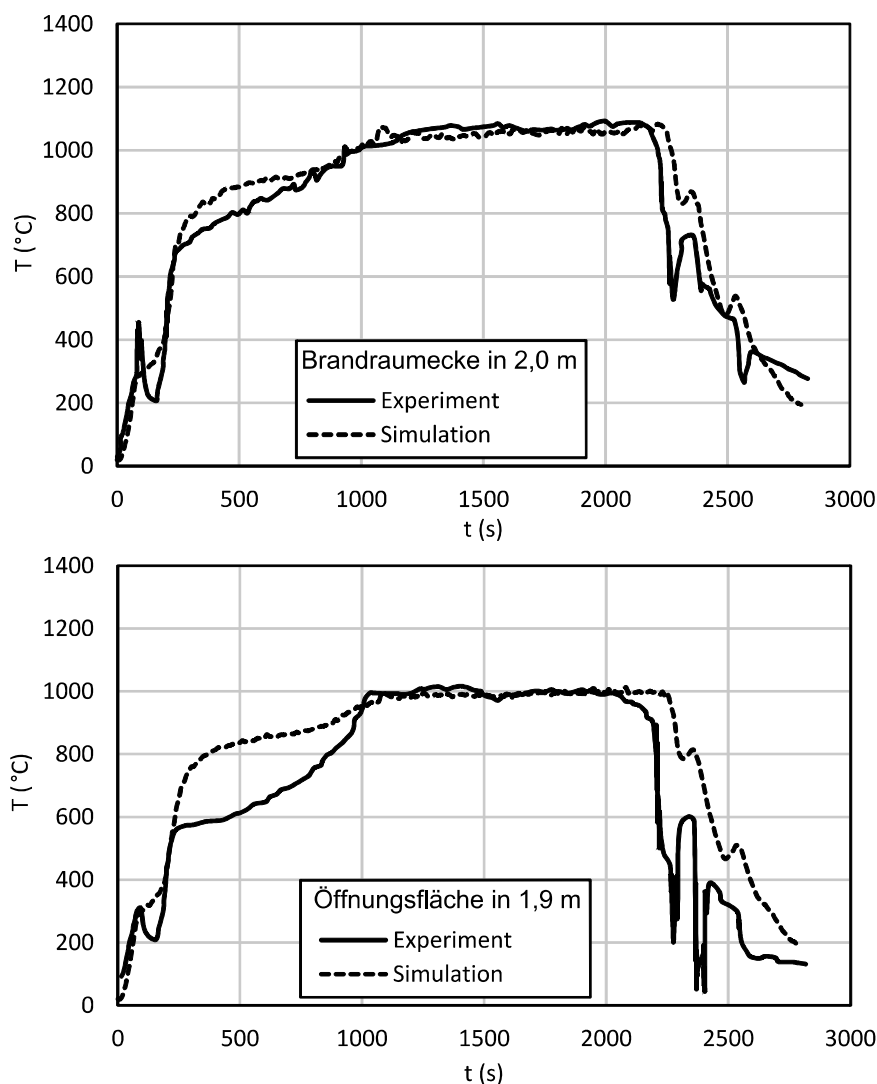 1400
1200
1000
800
600
400
200
0
T (°C)
Brandraumecke in 2,0 m
Experiment
Simulation
0 500 1000 1500 2000 2500 3000
t (s)
1400
1200
1000
800
600
400
200
0
T (°C)
Öffnungsfläche in 1,9 m
Experiment
Simulation
0 500 1000 1500 2000 2500 3000
t (s)